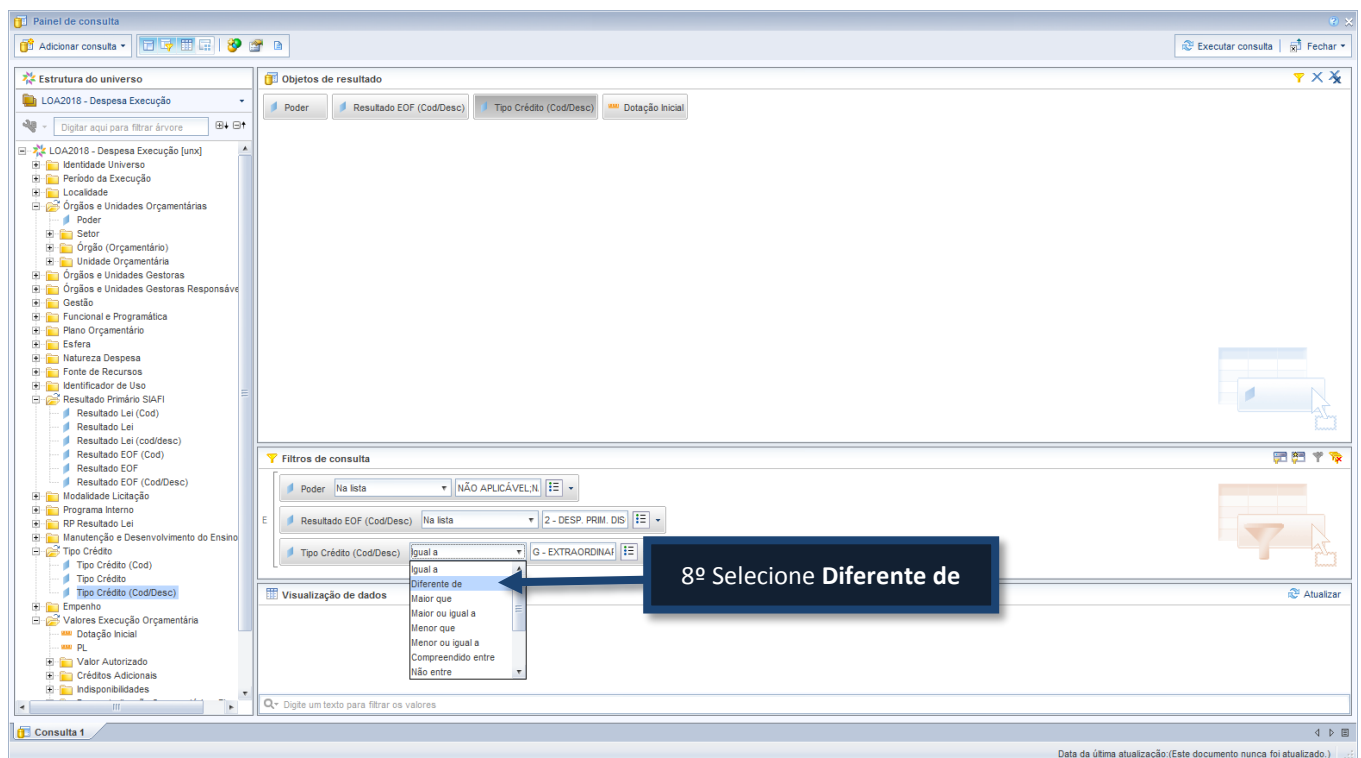 Painel de consulta
Adicionar consulta
Executar consulta
Fechar
Estrutura do universo
LOA2018 - Despesa Execução
Digitar aqui para filtrar árvore
LOA2018 - Despesa Execução [unx]
Identidade Universo
Período da Execução
Localidade
Órgãos e Unidades Orçamentárias
Poder
Setor
Órgão (Orçamentário)
Unidade Orçamentária
Órgãos e Unidades Gestoras
Órgãos e Unidades Gestoras Responsáve
Gestão
Funcional e Programática
Plano Orçamentário
Esfera
Natureza Despesa
Fonte de Recursos
Identificador de Uso
Resultado Primário SIAFI
Resultado Lei (Cod)
Resultado Lei
Resultado Lei (cod/desc)
Resultado EOF (Cod)
Resultado EOF
Resultado EOF (Cod/Desc)
Modalidade Licitação
Programa Interno
RP Resultado Lei
Manutenção e Desenvolvimento do Ensino
Tipo Crédito
Tipo Crédito (Cod)
Tipo Crédito
Tipo Crédito (Cod/Desc)
Empenho
Valores Execução Orçamentária
Dotação Inicial
PL
Valor Autorizado
Créditos Adicionais
Indisponibilidades
Objetos de resultado
Poder
Resultado EOF (Cod/Desc)
Tipo Crédito (Cod/Desc)
Dotação Inicial
Filtros de consulta
Poder Na lista NÃO APLICÁVEL;N.
E
Resultado EOF (Cod/Desc) Na lista 2 - DESP. PRIM. DIS
Tipo Crédito (Cod/Desc) Igual a G - EXTRAORDINAF
Igual a
Diferente de
Maior que
Maior ou igual a
Menor que
Menor ou igual a
Compreendido entre
Não entre
8º Selecione Diferente de
Visualização de dados
Atualizar
Digite um texto para filtrar os valores
Consulta 1
Data da última atualização:(Este documento nunca foi atualizado.)